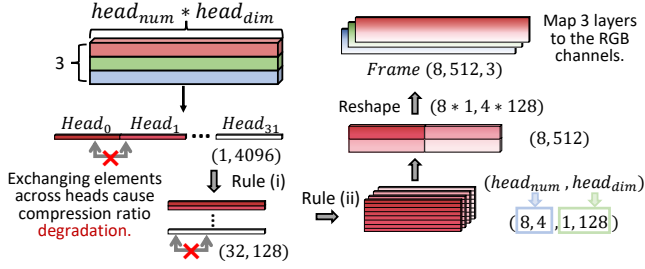 head_num * head_dim
3
Head_0 Head_1 ••• Head_31
(1, 4096)
Exchanging elements
across heads cause
compression ratio
degradation.
Rule (i)
(32, 128)
Rule (ii)
Map 3 layers
to the RGB
channels.
Frame (8, 512, 3)
Reshape
(8 * 1, 4 * 128)
(8, 512)
(head_num , head_dim)
(8, 4 , 1, 128)